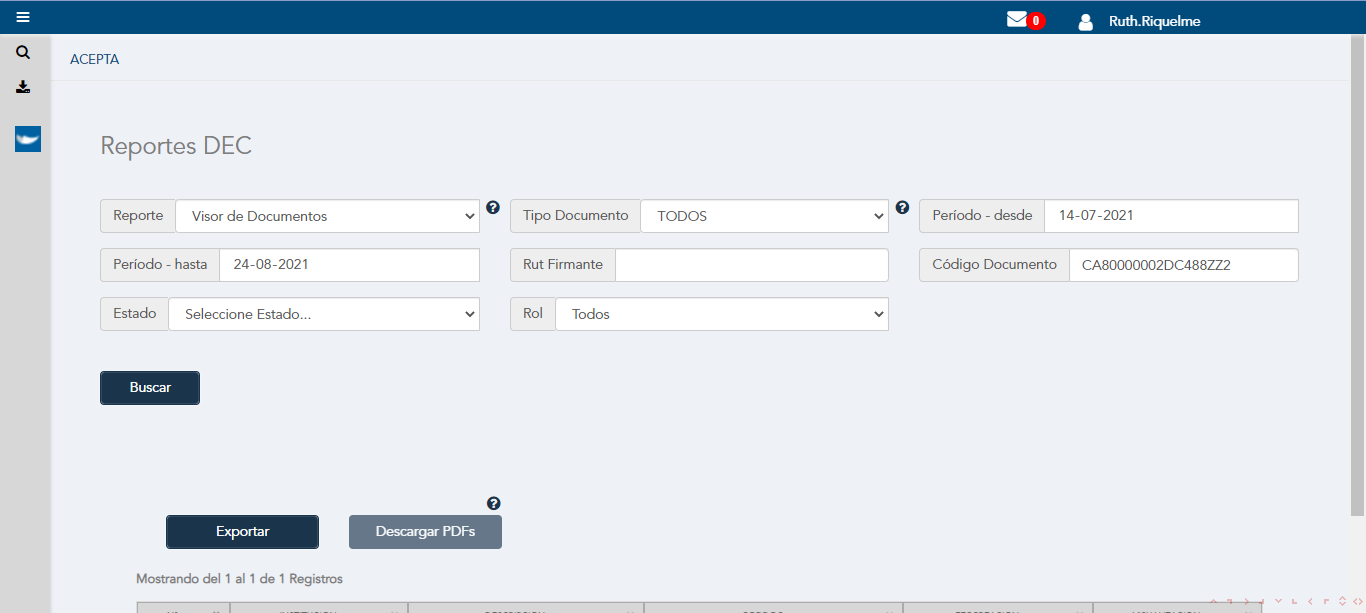 0 Ruth.Riquelme
ACEPTA
Reportes DEC
Reporte Visor de Documentos Tipo Documento TODOS Período - desde 14-07-2021
Período - hasta 24-08-2021 Rut Firmante Código Documento CA80000002DC488ZZ2
Estado Seleccione Estado... Rol Todos
Buscar
Exportar Descargar PDFs
Mostrando del 1 al 1 de 1 Registros